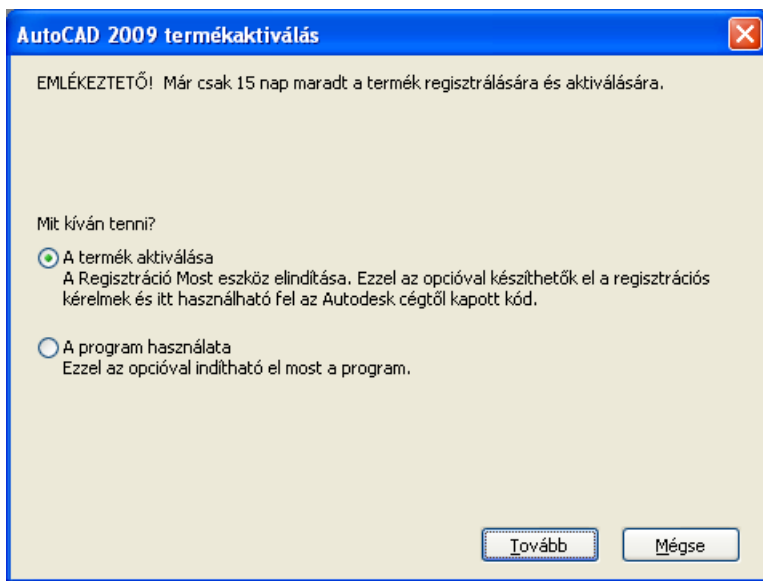 AutoCAD 2009 termékaktiválás
EMLÉKEZTETŐ! Már csak 15 nap maradt a termék regisztrálására és aktiválására.
Mit kíván tenni?
A termék aktiválása
A Regisztráció Most eszköz elindítása. Ezzel az opcióval készíthetők el a regisztrációs
kérelmek és itt használható fel az Autodesk cégtől kapott kód.
A program használata
Ezzel az opcióval indítható el most a program.
Tovább
Mégse